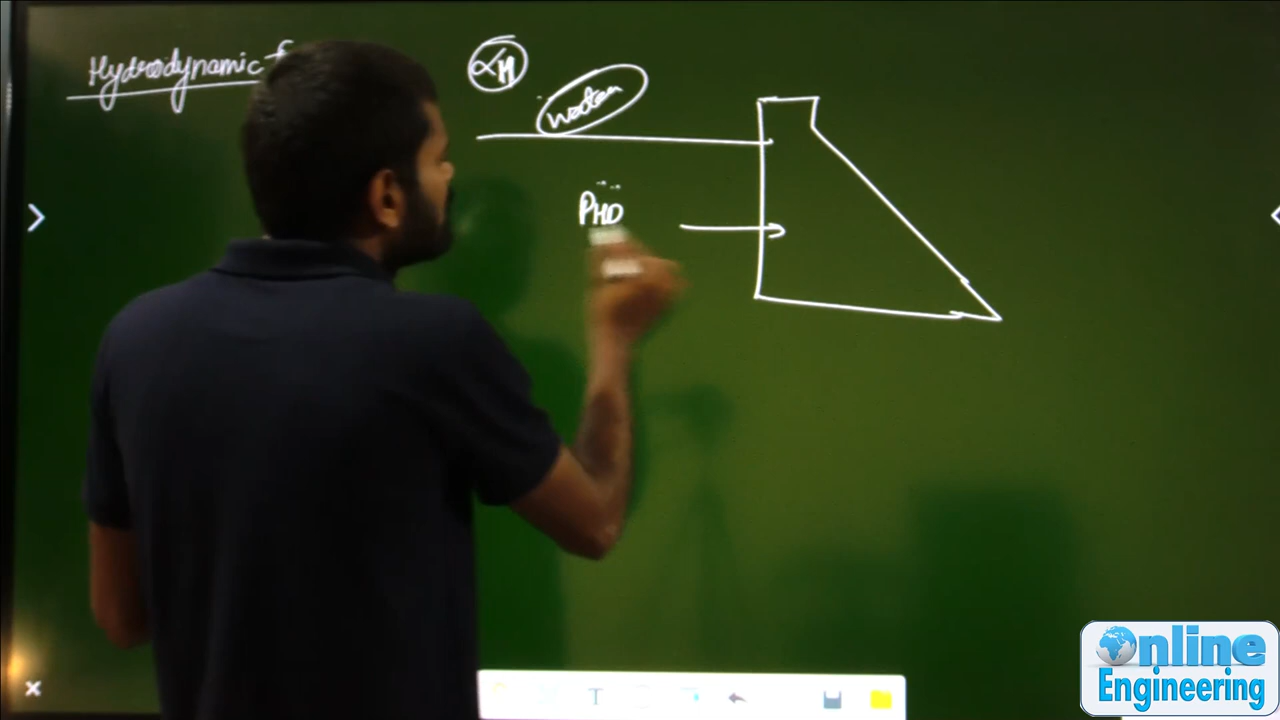 Hydrodynamic f
αH
water
PHD
T
Online
Engineering